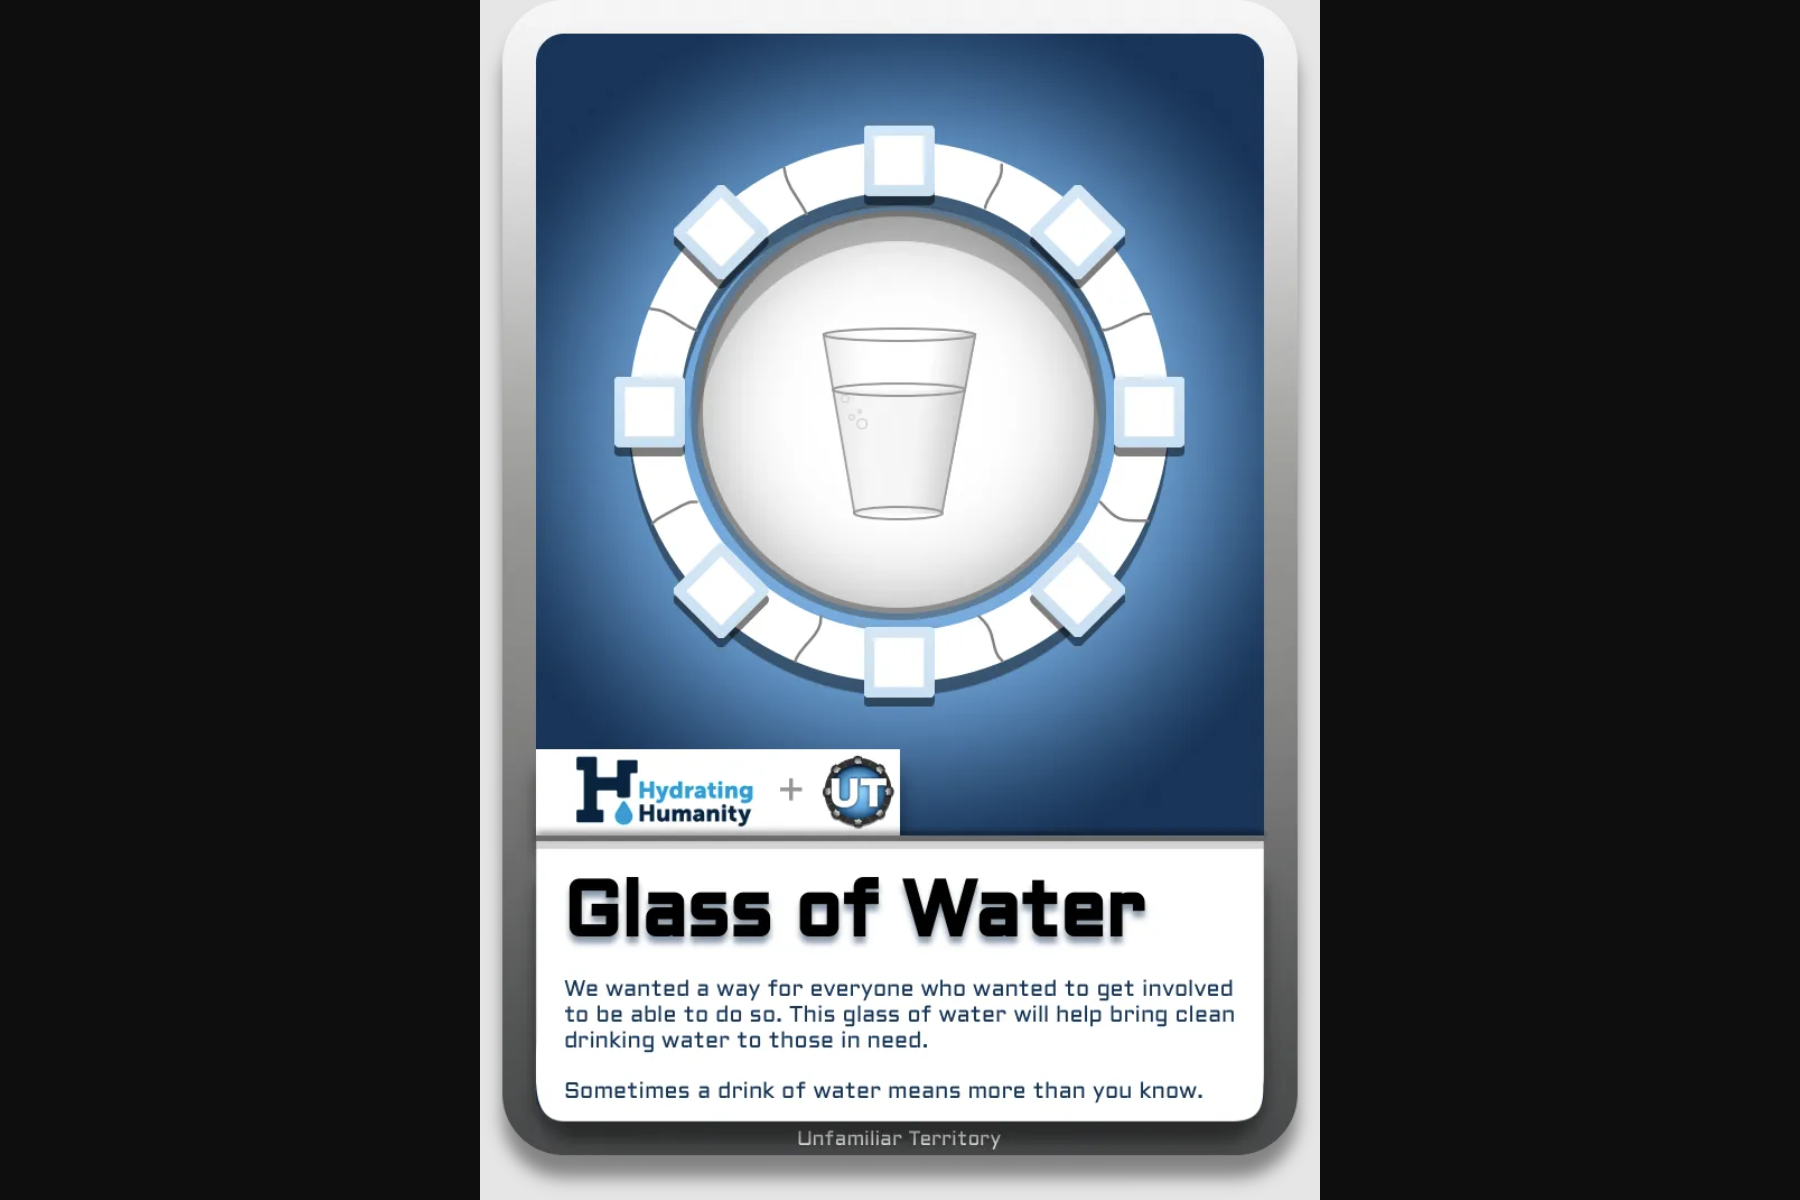 Hydrating
Humanity
+
UT
Glass of Water
We wanted a way for everyone who wanted to get involved
to be able to do so. This glass of water will help bring clean
drinking water to those in need.
Sometimes a drink of water means more than you know.
Unfamiliar Territory